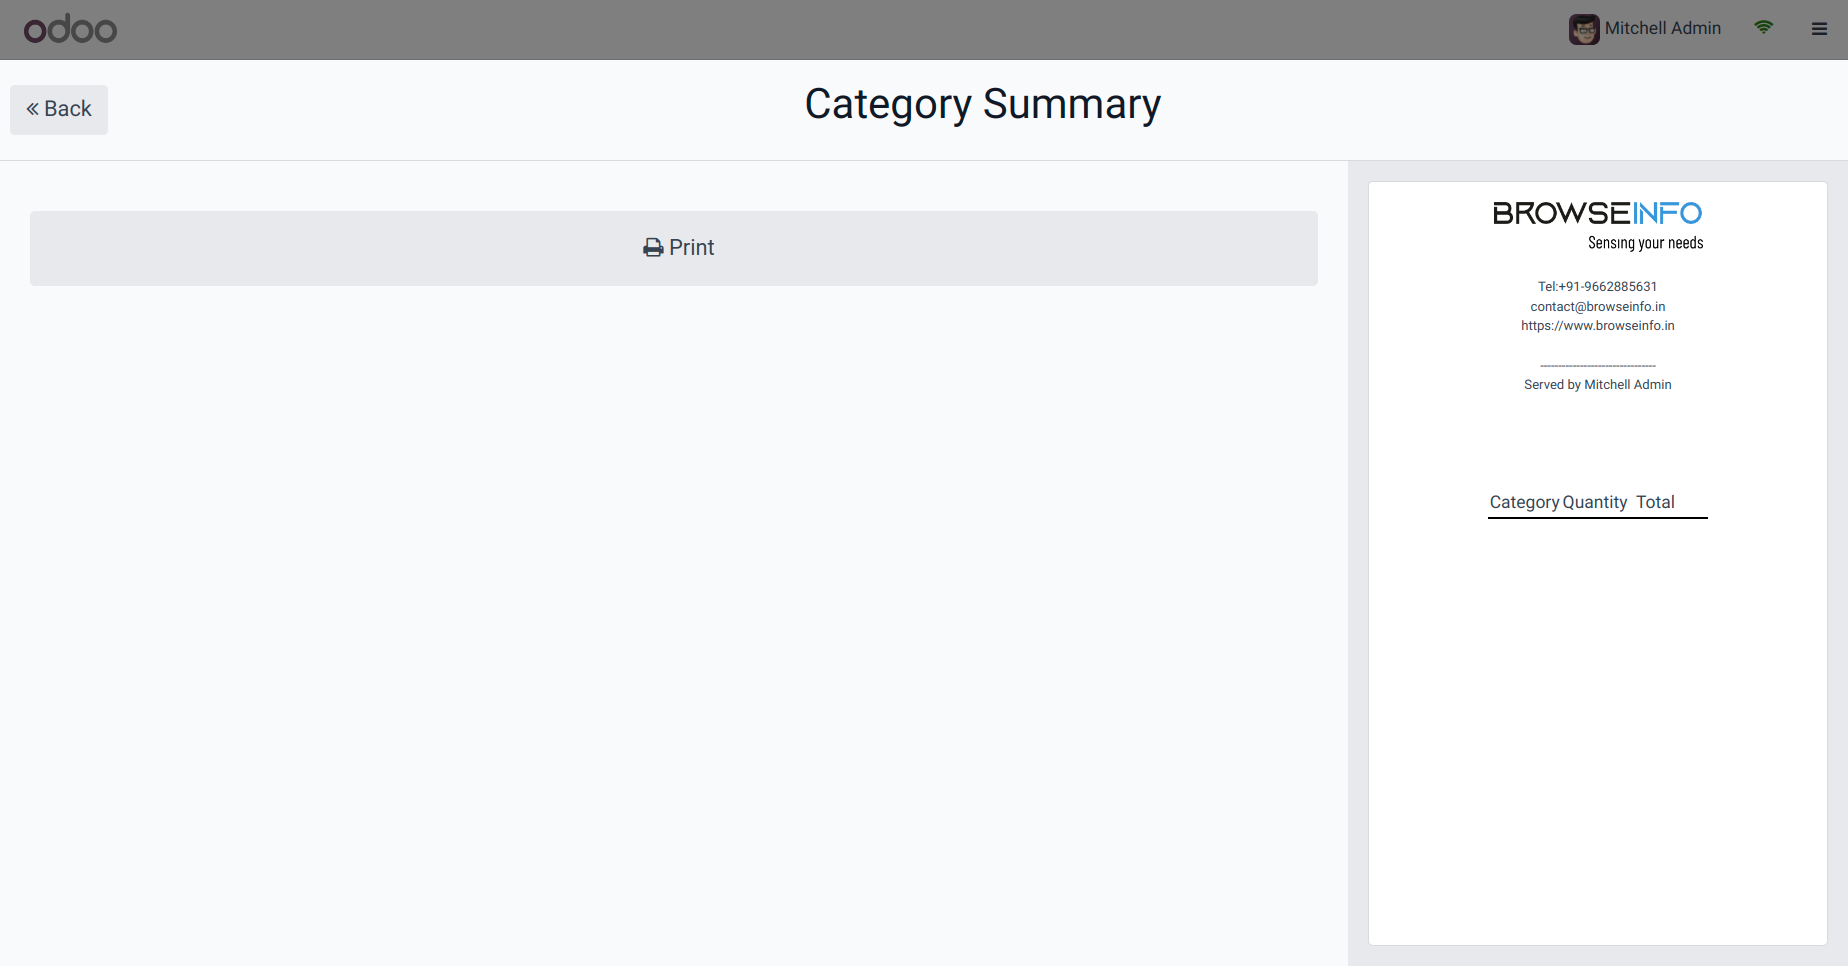 odoo
Mitchell Admin
Back
Category Summary
Print
BROWSEINFO
Sensing your needs
Tel:+91-9662885631
contact@browseinfo.in
https://www.browseinfo.in
--------------------------------
Served by Mitchell Admin
Category Quantity Total